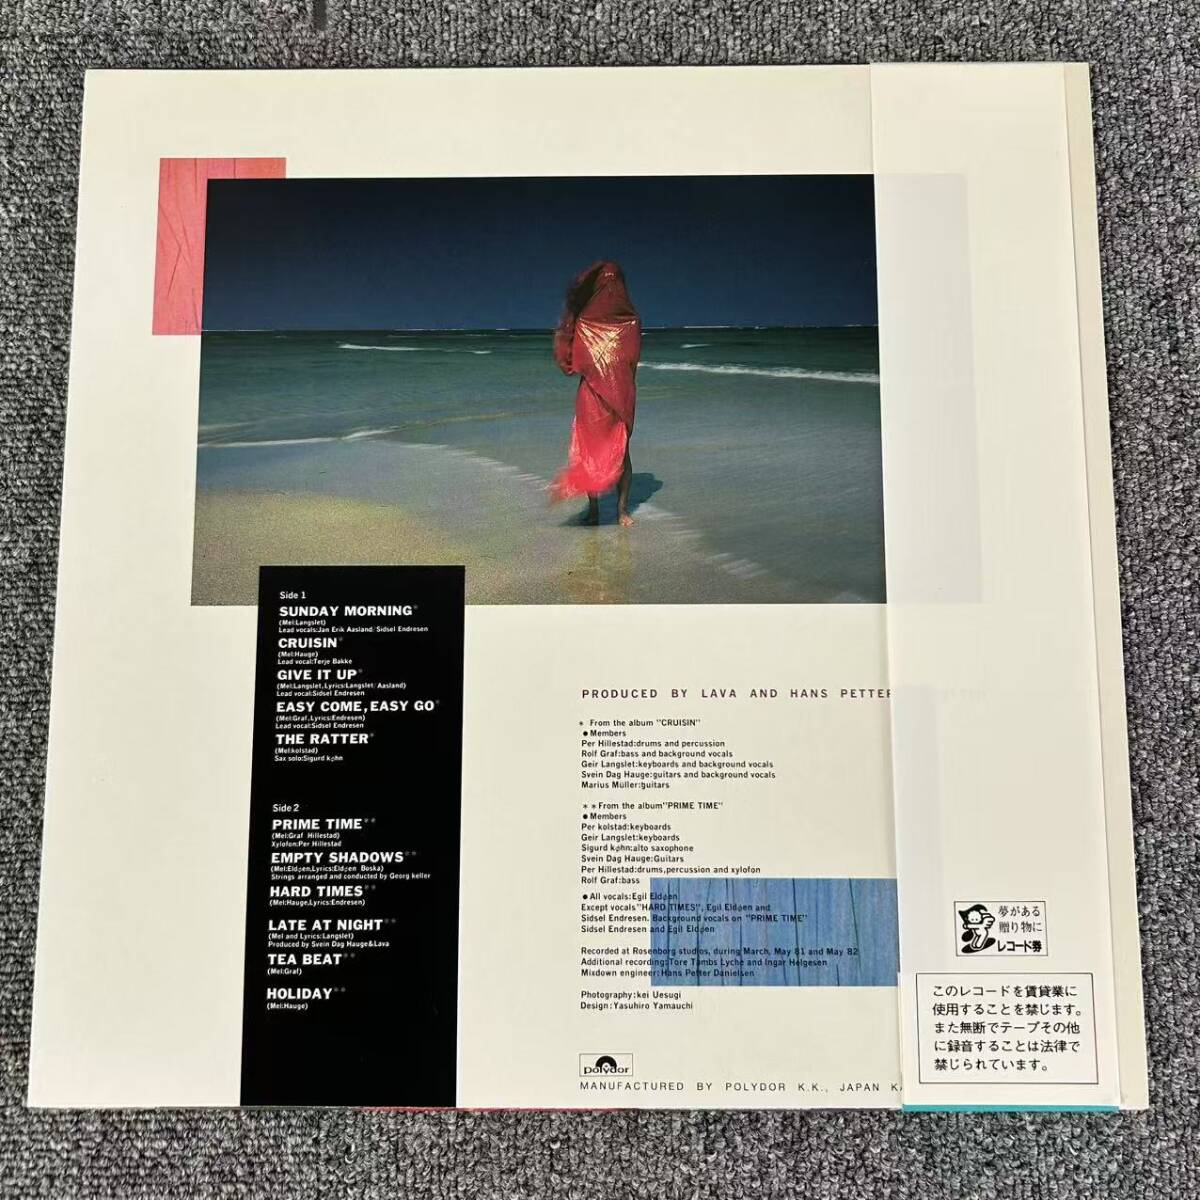 Side 1
SUNDAY MORNING*
(Mel:Langslet)
Lead vocals:Jan Erik Aasland/Sidsel Endresen
CRUISIN*
(Mel:Hauge)
Lead vocal:Terje Bakke
GIVE IT UP*
(Mel:Langslet,Lyrics:Langslet/Aasland)
Lead vocal:Sidsel Endresen
EASY COME,EASY GO*
(Mel:Graf,Lyrics:Endresen)
Lead vocal:Sidsel Endresen
THE RATTER*
(Mel:kolstad)
Sax solo:Sigurd kφhn
Side 2
PRIME TIME**
(Mel:Graf Hillestad)
Xylofon:Per Hillestad
EMPTY SHADOWS**
(Mel:Eldφen,Lyrics:Eldφen Boska)
Strings arranged and conducted by Georg keller
HARD TIMES**
(Mel:Hauge,Lyrics:Endresen)
LATE AT NIGHT**
(Mel and Lyrics:Langslet)
Produced by Svein Dag Hauge&Lava
TEA BEAT**
(Mel:Graf)
HOLIDAY**
(Mel:Hauge)
PRODUCED BY LAVA AND HANS PETTER
* From the album "CRUISIN"
●Members
Per Hillestad:drums and percussion
Rolf Graf:bass and background vocals
Geir Langslet:keyboards and background vocals
Svein Dag Hauge:guitars and background vocals
Marius Müller:guitars
**From the album"PRIME TIME"
●Members
Per kolstad:keyboards
Geir Langslet:keyboards
Sigurd kφhn:alto saxophone
Svein Dag Hauge:Guitars
Per Hillestad:drums,percussion and xylofon
Rolf Graf:bass
●All vocals:Egil Eldφen
Except vocals"HARD TIMES", Egil Eldφen and
Sidsel Endresen. Background vocals on "PRIME TIME"
Sidsel Endresen and Egil Eldφen
Recorded at Rosenborg studios, during March, May 81 and May 82
Additional recording:Tore Tambs Lyche and Ingar Helgesen
Mixdown engineer:Hans Petter Danielsen
Photography:kei Uesugi
Design:Yasuhiro Yamauchi
polydor
MANUFACTURED BY POLYDOR K.K., JAPAN
夢がある
贈り物に
レコード券
このレコードを賃貸業に
使用することを禁じます。
また無断でテープその他
に録音することは法律で
禁じられています。